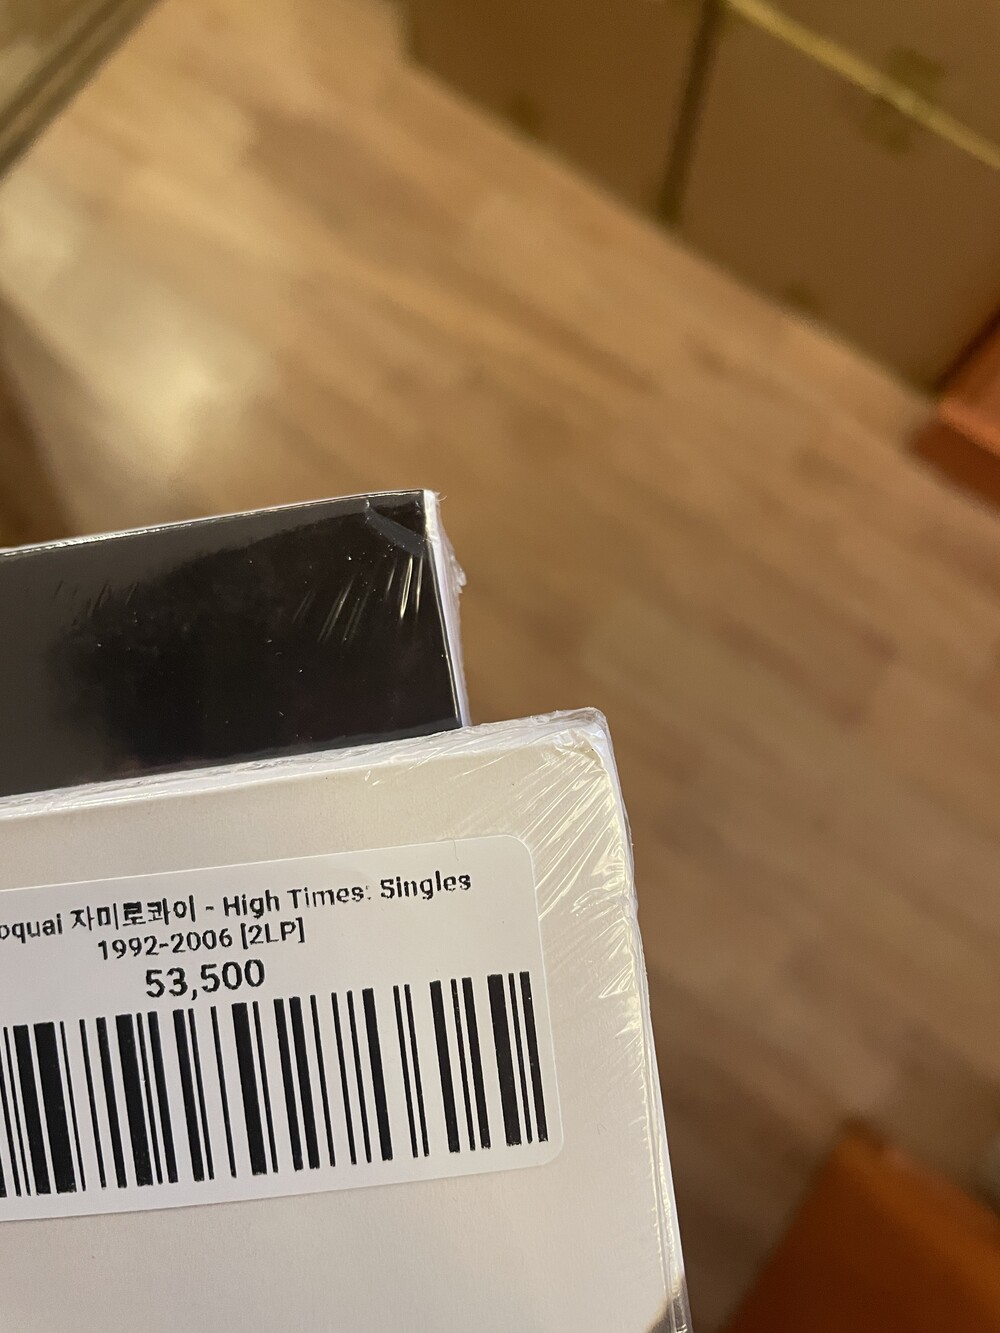 oquai 자미로콰이 - High Times: Singles
1992-2006 [2LP]
53,500